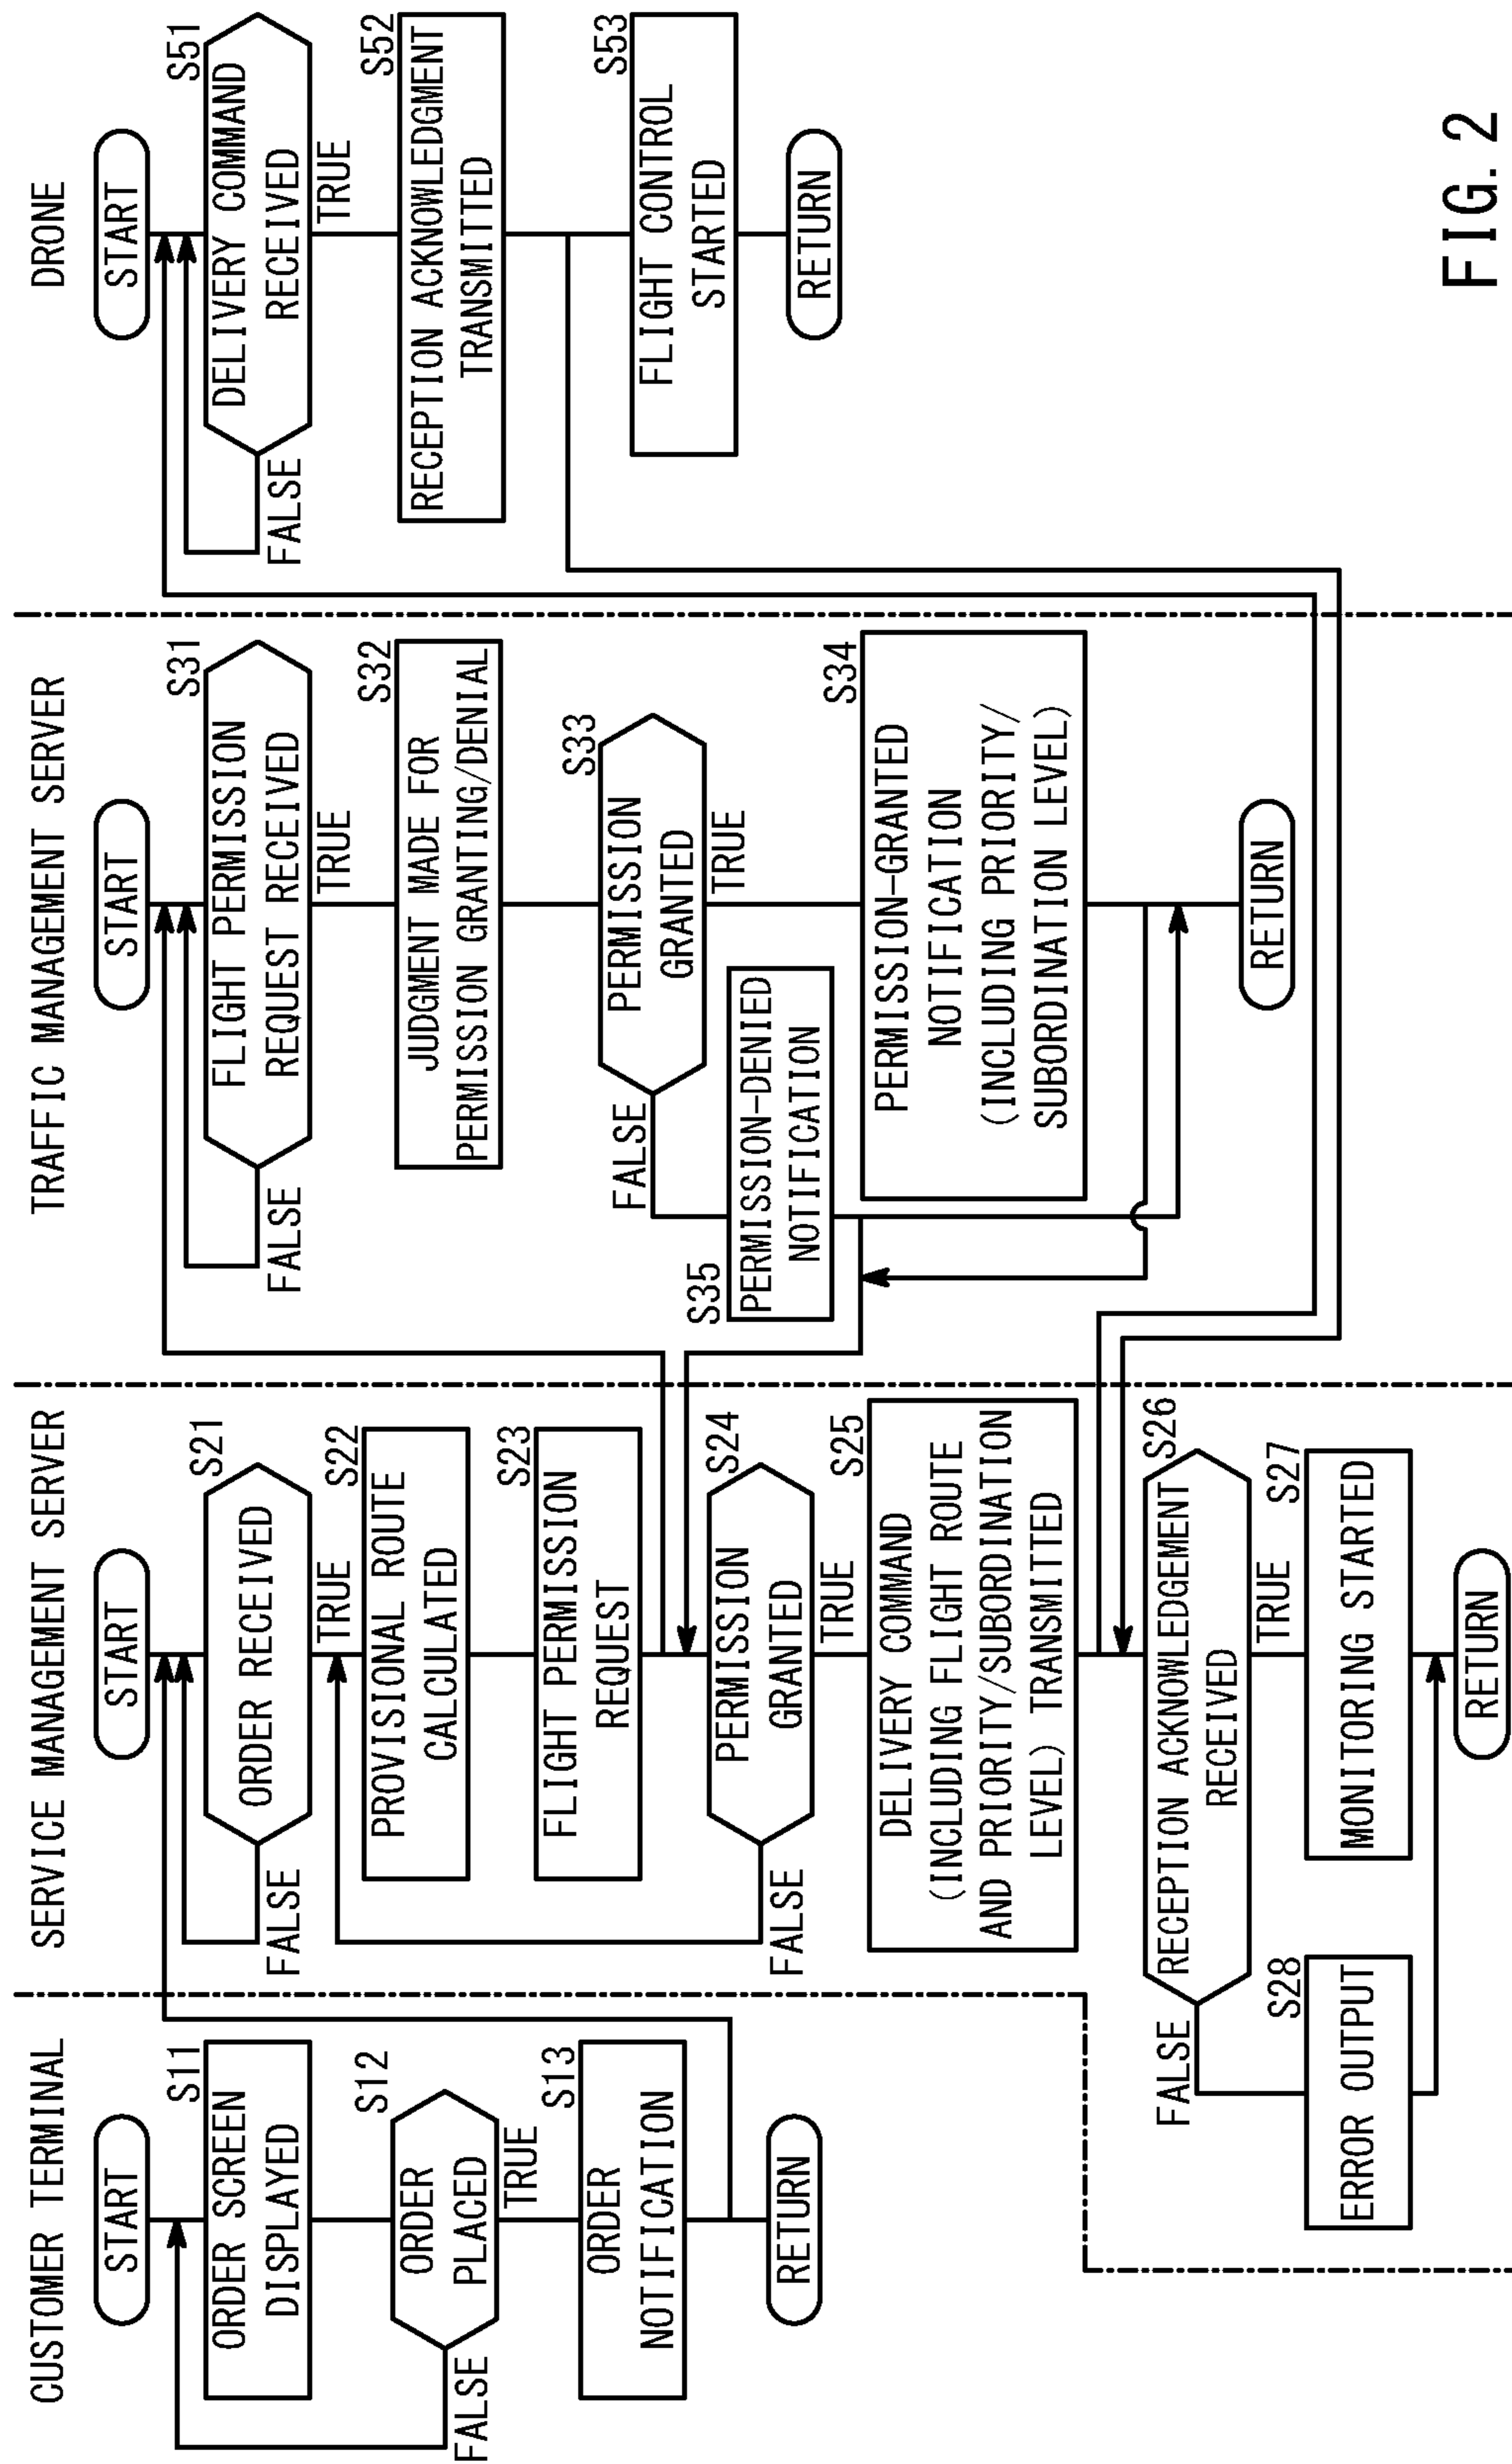 CUSTOMER TERMINAL
START
S11
ORDER SCREEN
DISPLAYED
S12
ORDER
PLACED
FALSE
TRUE
S13
ORDER
NOTIFICATION
RETURN
SERVICE MANAGEMENT SERVER
START
S21
ORDER RECEIVED
FALSE
TRUE
S22
PROVISIONAL ROUTE
CALCULATED
S23
FLIGHT PERMISSION
REQUEST
S24
PERMISSION
GRANTED
FALSE
TRUE
S25
DELIVERY COMMAND
(INCLUDING FLIGHT ROUTE
AND PRIORITY/SUBORDINATION
LEVEL) TRANSMITTED
S26
RECEPTION ACKNOWLEDGEMENT
RECEIVED
FALSE
TRUE
S28
ERROR OUTPUT
S27
MONITORING STARTED
RETURN
TRAFFIC MANAGEMENT SERVER
START
S31
FLIGHT PERMISSION
REQUEST RECEIVED
FALSE
TRUE
S32
JUDGMENT MADE FOR
PERMISSION GRANTING/DENIAL
S33
PERMISSION
GRANTED
FALSE
TRUE
S35
PERMISSION-DENIED
NOTIFICATION
S34
PERMISSION-GRANTED
NOTIFICATION
(INCLUDING PRIORITY/
SUBORDINATION LEVEL)
RETURN
DRONE
START
S51
DELIVERY COMMAND
RECEIVED
FALSE
TRUE
S52
RECEPTION ACKNOWLEDGMENT
TRANSMITTED
S53
FLIGHT CONTROL
STARTED
RETURN
FIG. 2